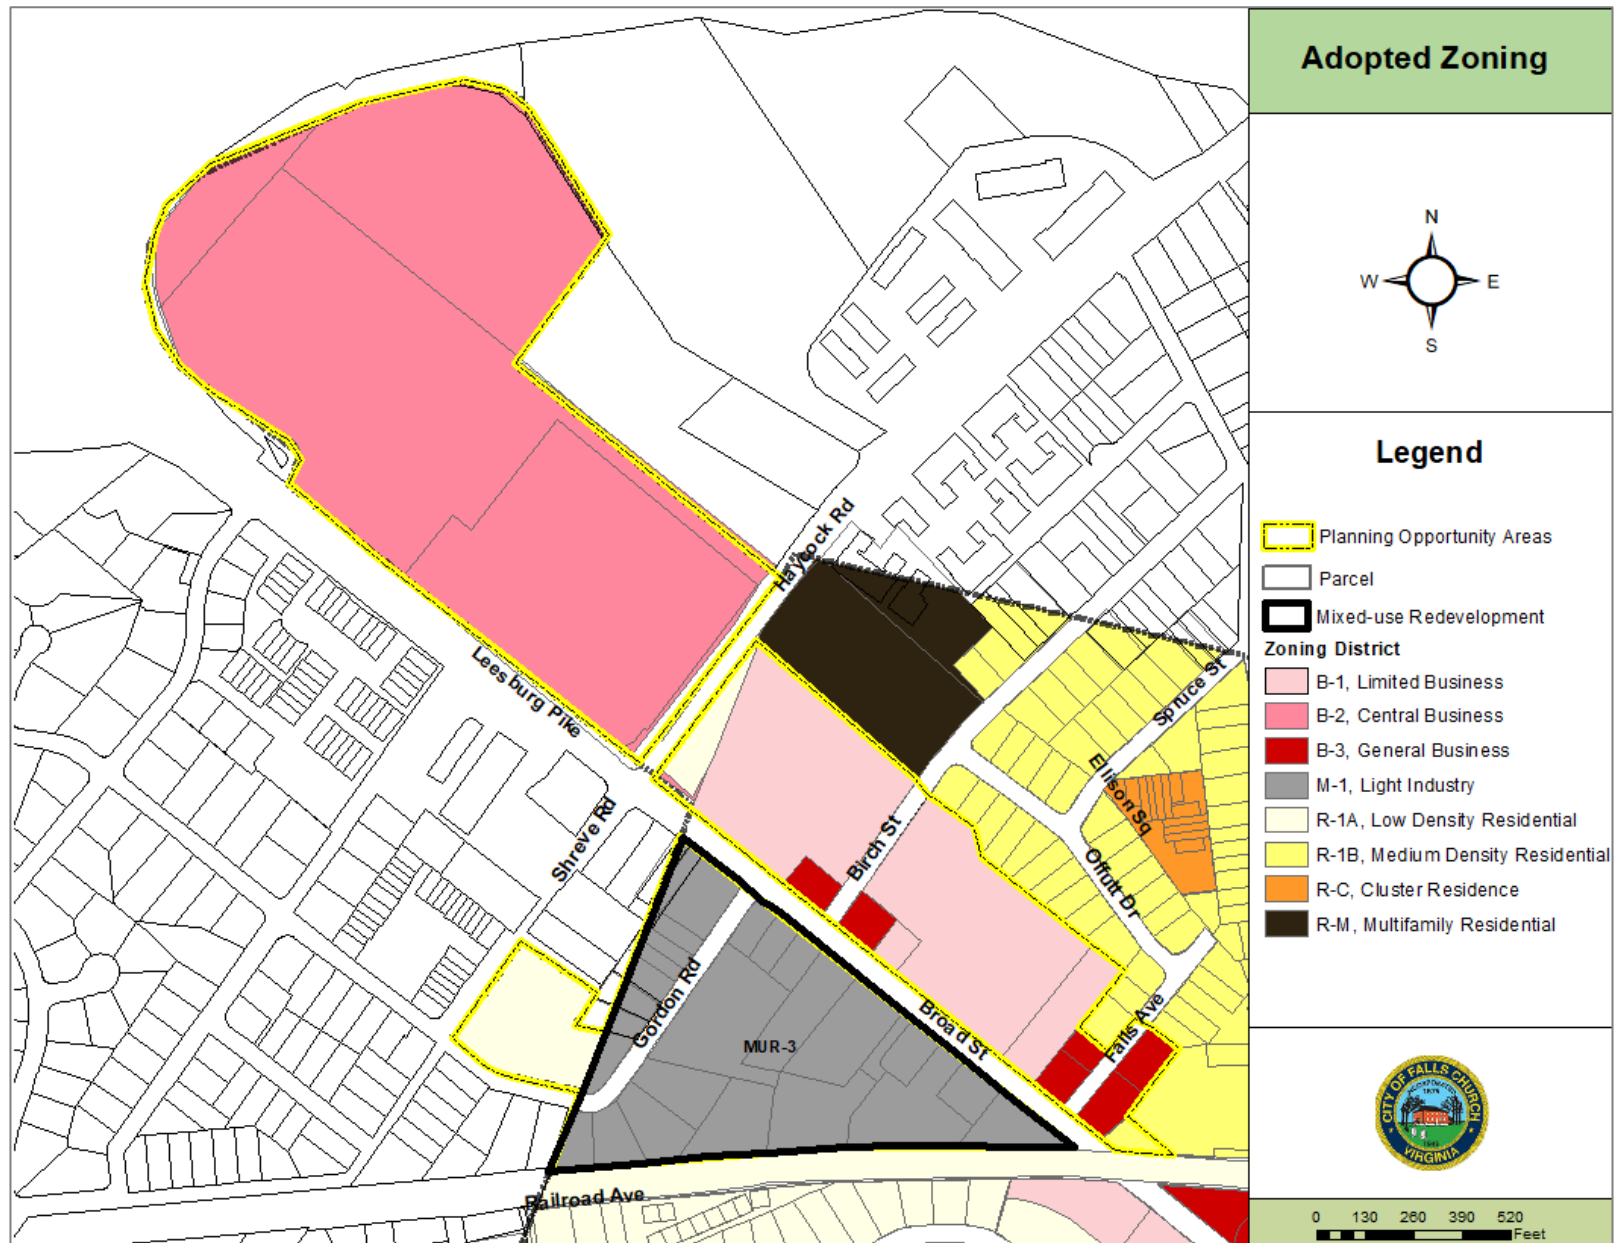 Adopted Zoning
N
W
E
S
Legend
Planning Opportunity Areas
Parcel
Mixed-use Redevelopment
Zoning District
B-1, Limited Business
B-2, Central Business
B-3, General Business
M-1, Light Industry
R-1A, Low Density Residential
R-1B, Medium Density Residential
R-C, Cluster Residence
R-M, Multifamily Residential
Haycock Rd
Leesburg Pike
Spruce St
Ellison Sq
Shreve Rd
Birch St
Offutt Dr
Gordon Rd
Broad St
Falls Ave
MUR-3
Railroad Ave
CITY OF FALLS CHURCH
VIRGINIA
0 130 260 390 520
Feet